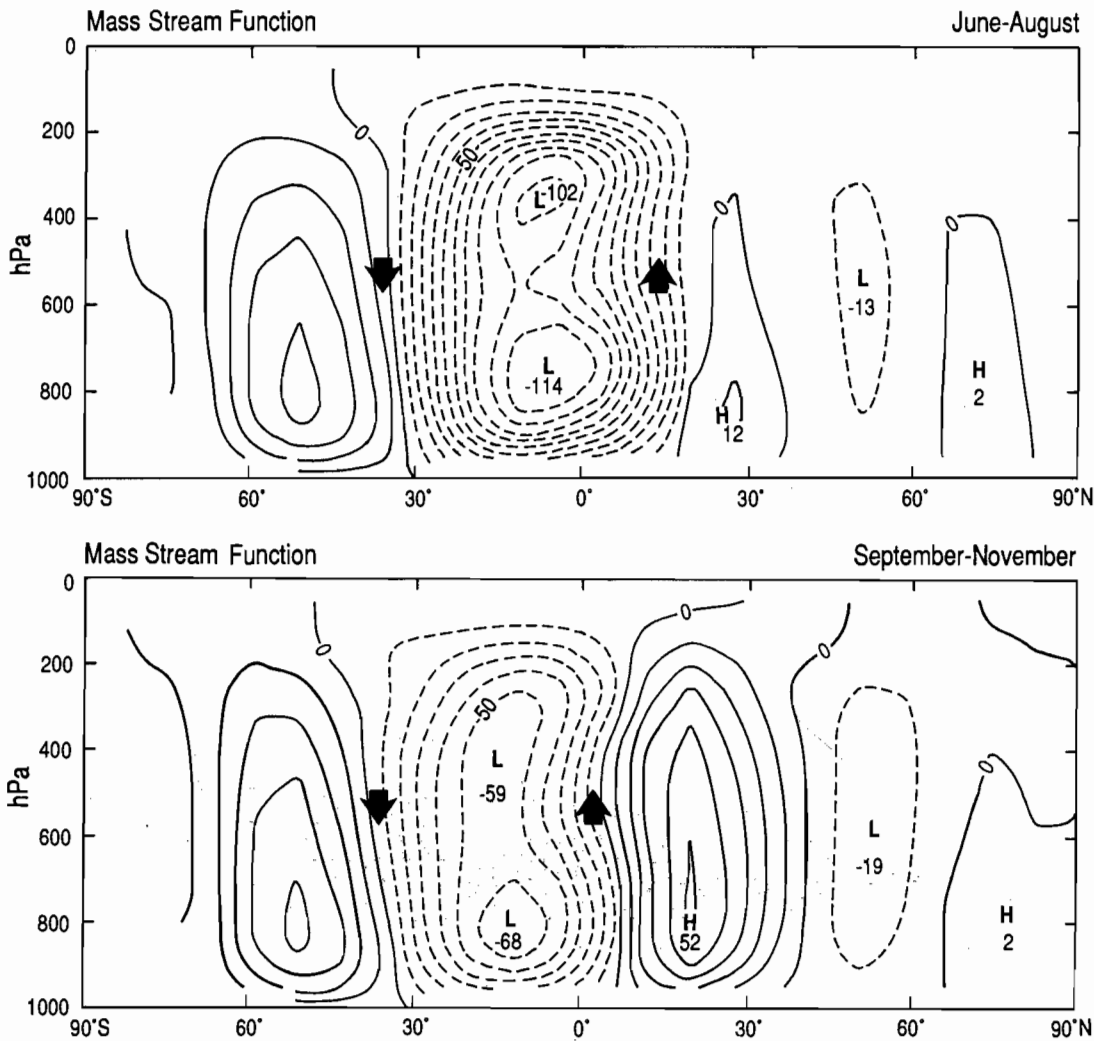 Mass Stream Function June-August
0
200
400
600
800
1000
hPa
0
50
L -102
L
-114
0
H
12
L
-13
0
H
2
90°S 60° 30° 0° 30° 60° 90°N
Mass Stream Function September-November
0
200
400
600
800
1000
hPa
0
-50
L
-59
L
-68
0
H
52
0
L
-19
0
H
2
90°S 60° 30° 0° 30° 60° 90°N